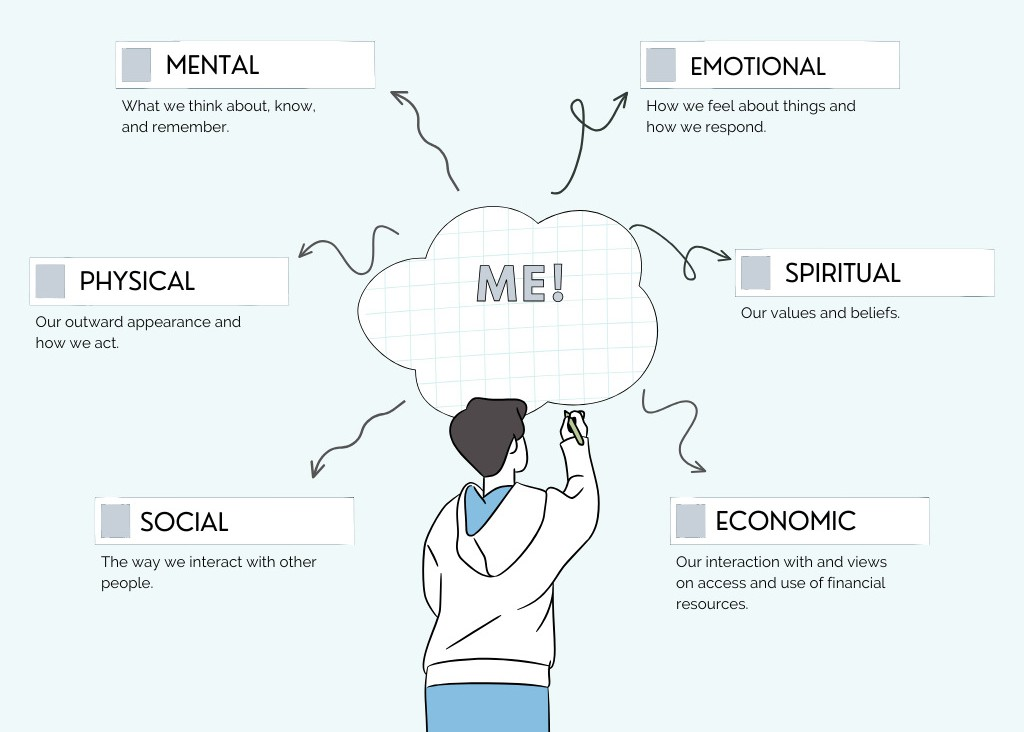 MENTAL
What we think about, know,
and remember.
EMOTIONAL
How we feel about things and
how we respond.
ME!
PHYSICAL
Our outward appearance and
how we act.
SPIRITUAL
Our values and beliefs.
SOCIAL
The way we interact with other
people.
ECONOMIC
Our interaction with and views
on access and use of financial
resources.